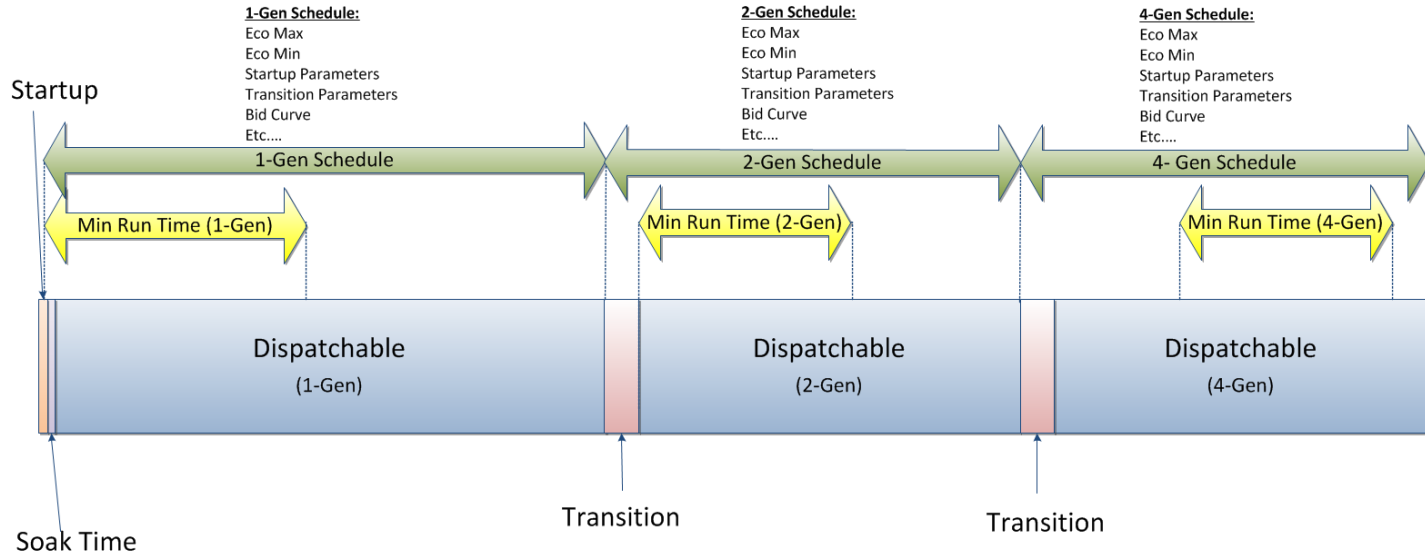 1-Gen Schedule:
Eco Max
Eco Min
Startup Parameters
Transition Parameters
Bid Curve
Etc....
2-Gen Schedule:
Eco Max
Eco Min
Startup Parameters
Transition Parameters
Bid Curve
Etc....
4-Gen Schedule:
Eco Max
Eco Min
Startup Parameters
Transition Parameters
Bid Curve
Etc....
Startup
1-Gen Schedule
2-Gen Schedule
4- Gen Schedule
Min Run Time (1-Gen)
Min Run Time (2-Gen)
Min Run Time (4-Gen)
Dispatchable
(1-Gen)
Dispatchable
(2-Gen)
Dispatchable
(4-Gen)
Soak Time
Transition
Transition